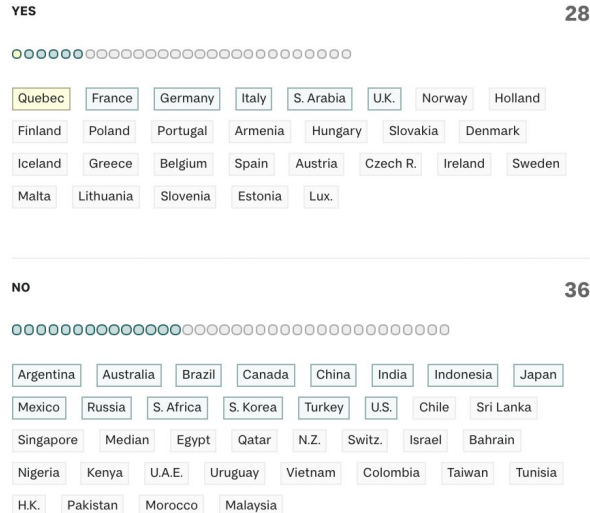 YES 28
Quebec France Germany Italy S. Arabia U.K. Norway Holland
Finland Poland Portugal Armenia Hungary Slovakia Denmark
Iceland Greece Belgium Spain Austria Czech R. Ireland Sweden
Malta Lithuania Slovenia Estonia Lux.
NO 36
Argentina Australia Brazil Canada China India Indonesia Japan
Mexico Russia S. Africa S. Korea Turkey U.S. Chile Sri Lanka
Singapore Median Egypt Qatar N.Z. Switz. Israel Bahrain
Nigeria Kenya U.A.E. Uruguay Vietnam Colombia Taiwan Tunisia
H.K. Pakistan Morocco Malaysia